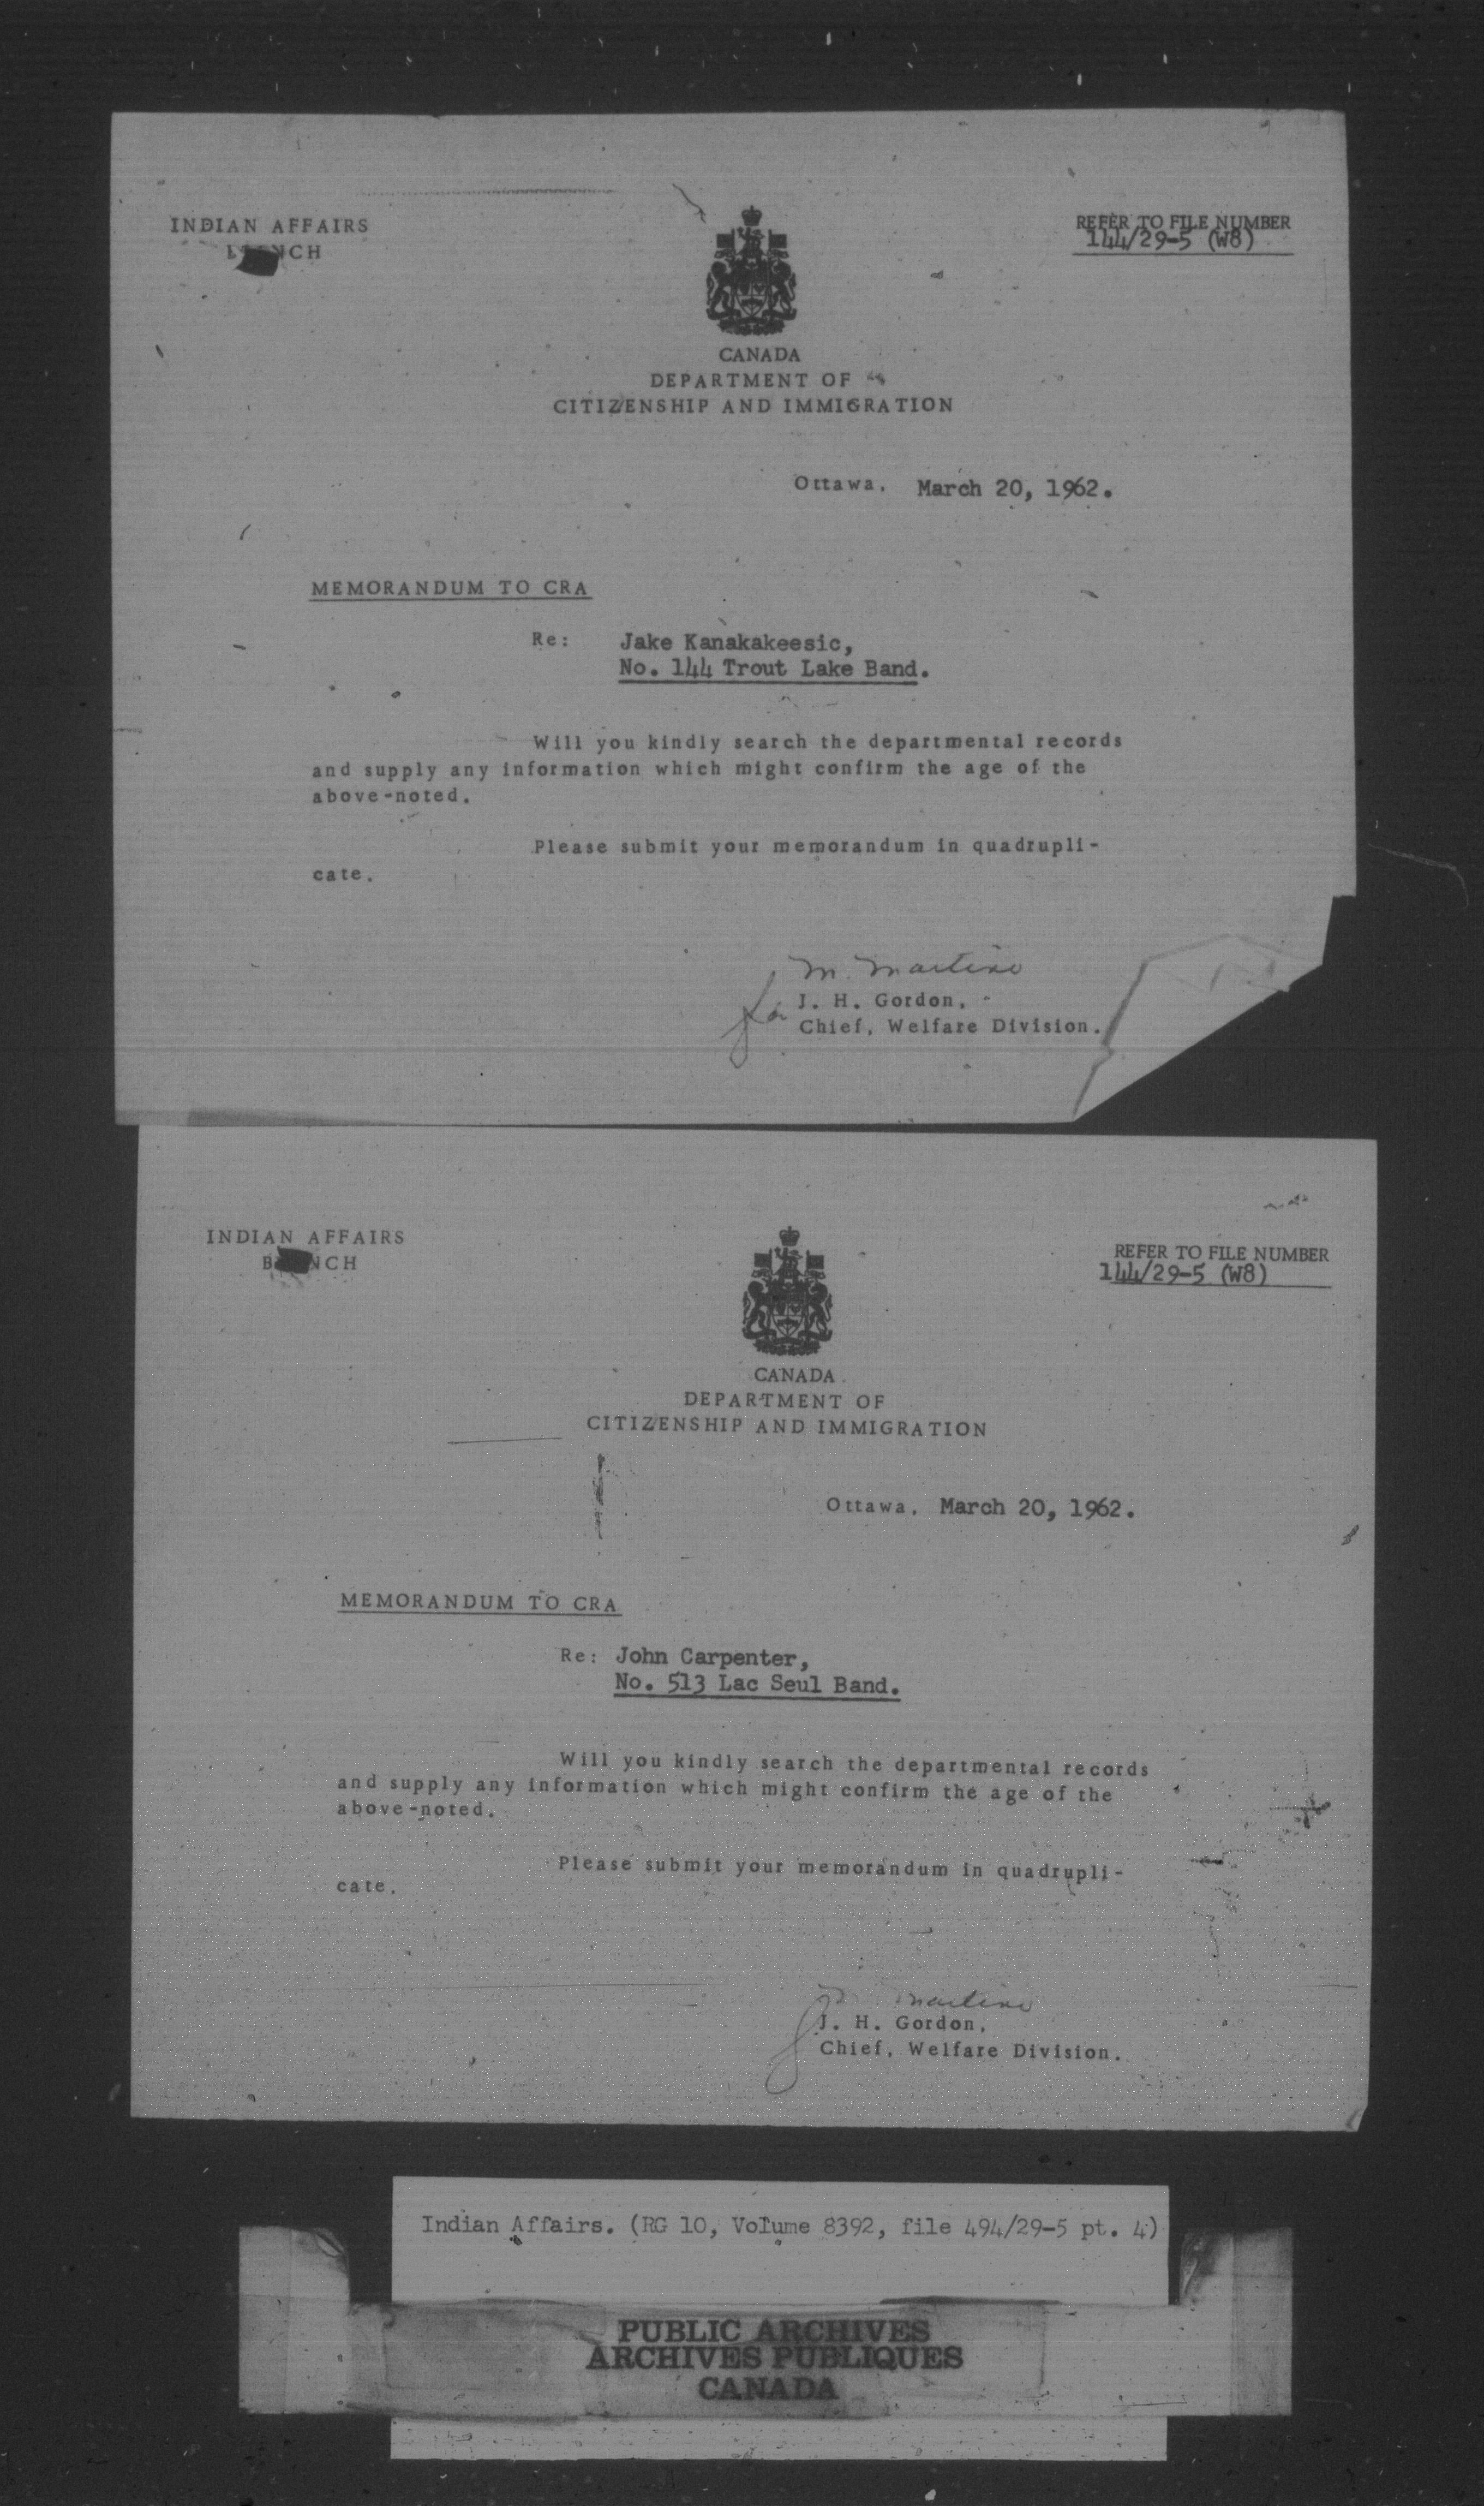 INDIAN AFFAIRS
BRANCH
REFER TO FILE NUMBER
144/29-5 (W8)
CANADA
DEPARTMENT OF
CITIZENSHIP AND IMMIGRATION
Ottawa, March 20, 1962.
MEMORANDUM TO CRA
Re: Jake Kanakakeesic,
No. 144 Trout Lake Band.
Will you kindly search the departmental records
and supply any information which might confirm the age of the
above-noted.
Please submit your memorandum in quadrupli-
cate.
M. Martin
for J. H. Gordon,
Chief, Welfare Division.
INDIAN AFFAIRS
BRANCH
REFER TO FILE NUMBER
144/29-5 (W8)
CANADA
DEPARTMENT OF
CITIZENSHIP AND IMMIGRATION
Ottawa, March 20, 1962.
MEMORANDUM TO CRA
Re: John Carpenter,
No. 513 Lac Seul Band.
Will you kindly search the departmental records
and supply any information which might confirm the age of the
above-noted.
Please submit your memorandum in quadrupli-
cate.
J. H. Gordon,
Chief, Welfare Division.
Indian Affairs. (RG 10, Volume 8392, file 494/29-5 pt. 4)
PUBLIC ARCHIVES
ARCHIVES PUBLIQUES
CANADA